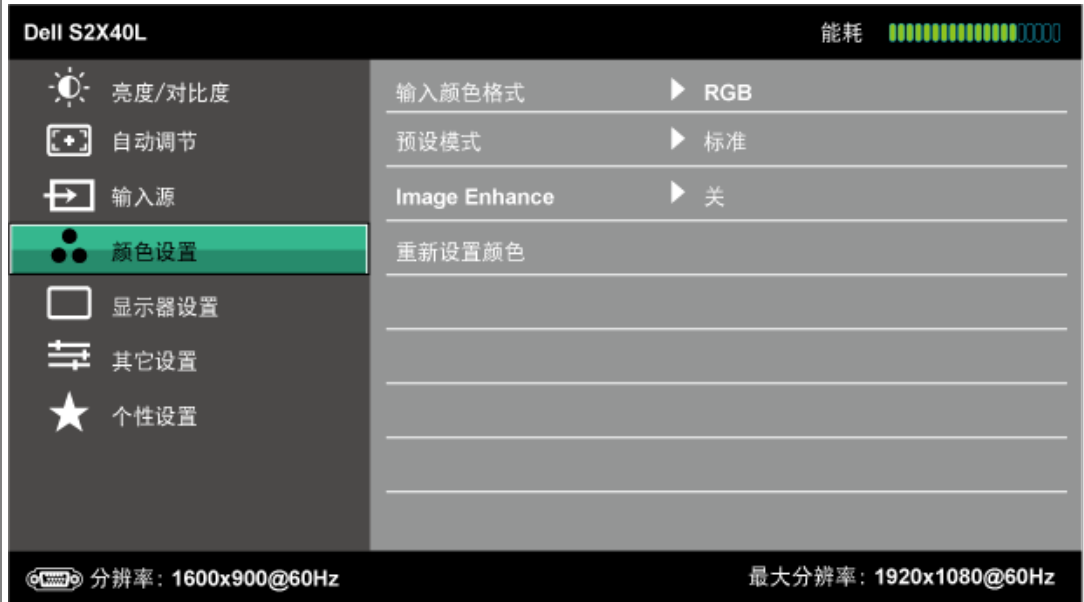 Dell S2X40L 能耗
亮度/对比度 输入颜色格式 RGB
自动调节 预设模式 标准
输入源 Image Enhance 关
颜色设置 重新设置颜色
显示器设置
其它设置
个性设置
分辨率: 1600x900@60Hz 最大分辨率: 1920x1080@60Hz